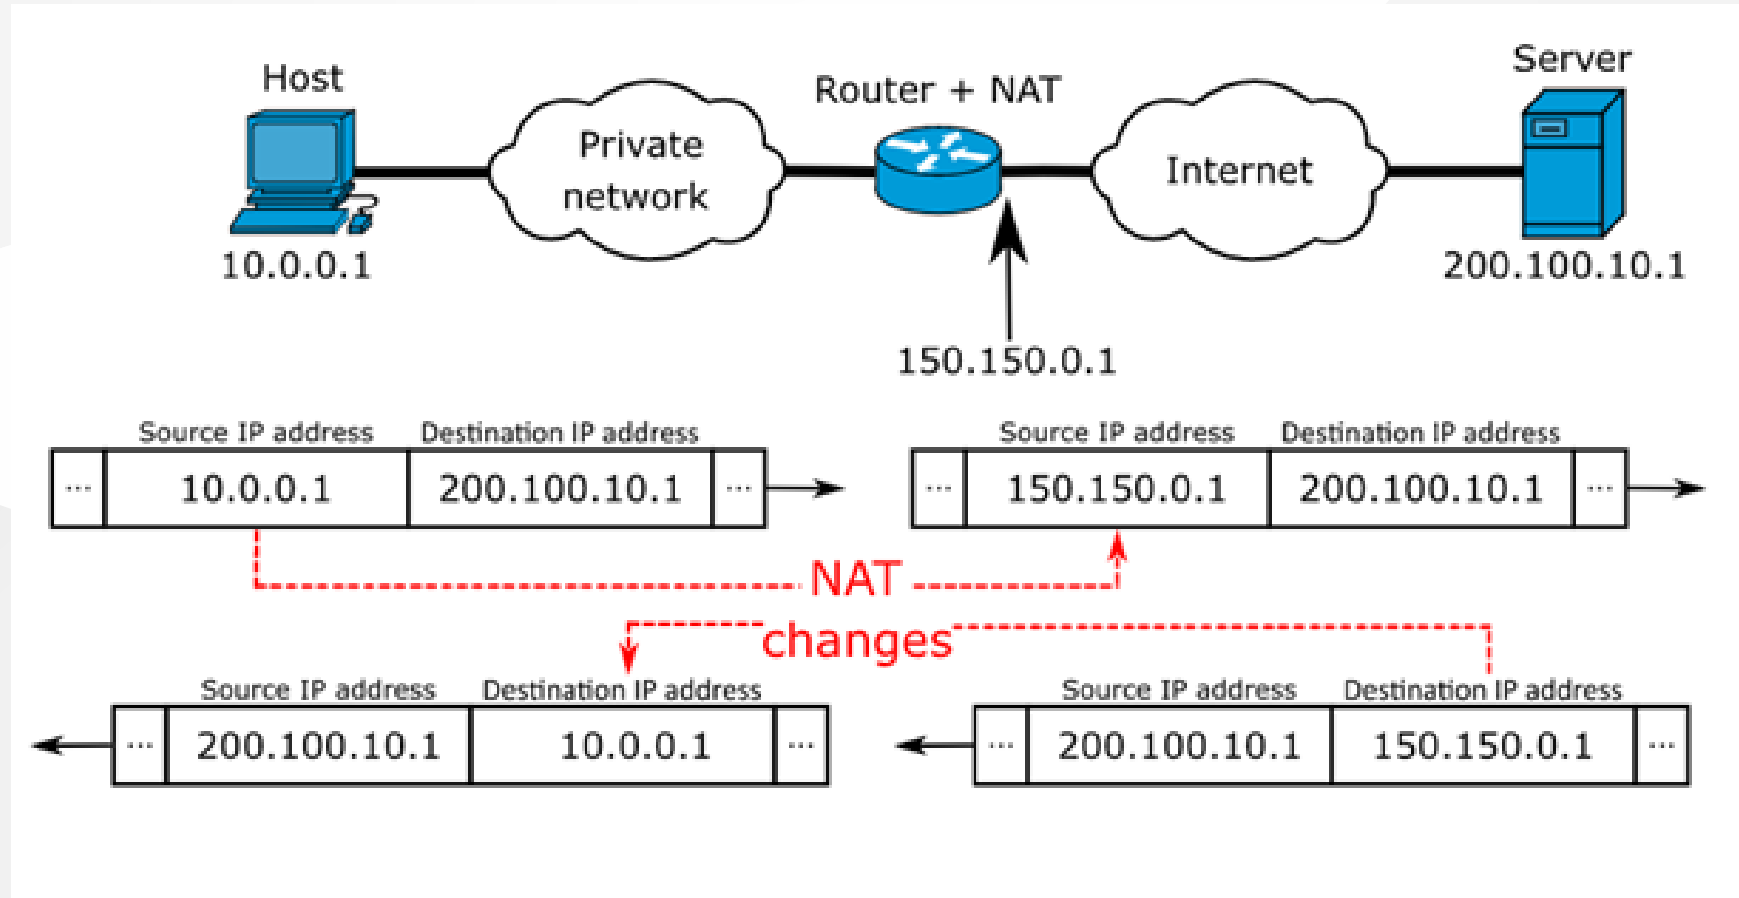 Host
Router + NAT
Server
Private
network
Internet
10.0.0.1
200.100.10.1
150.150.0.1
Source IP address
Destination IP address
Source IP address
Destination IP address
...
10.0.0.1
200.100.10.1
...
...
150.150.0.1
200.100.10.1
...
NAT
changes
Source IP address
Destination IP address
Source IP address
Destination IP address
...
200.100.10.1
10.0.0.1
...
...
200.100.10.1
150.150.0.1
...